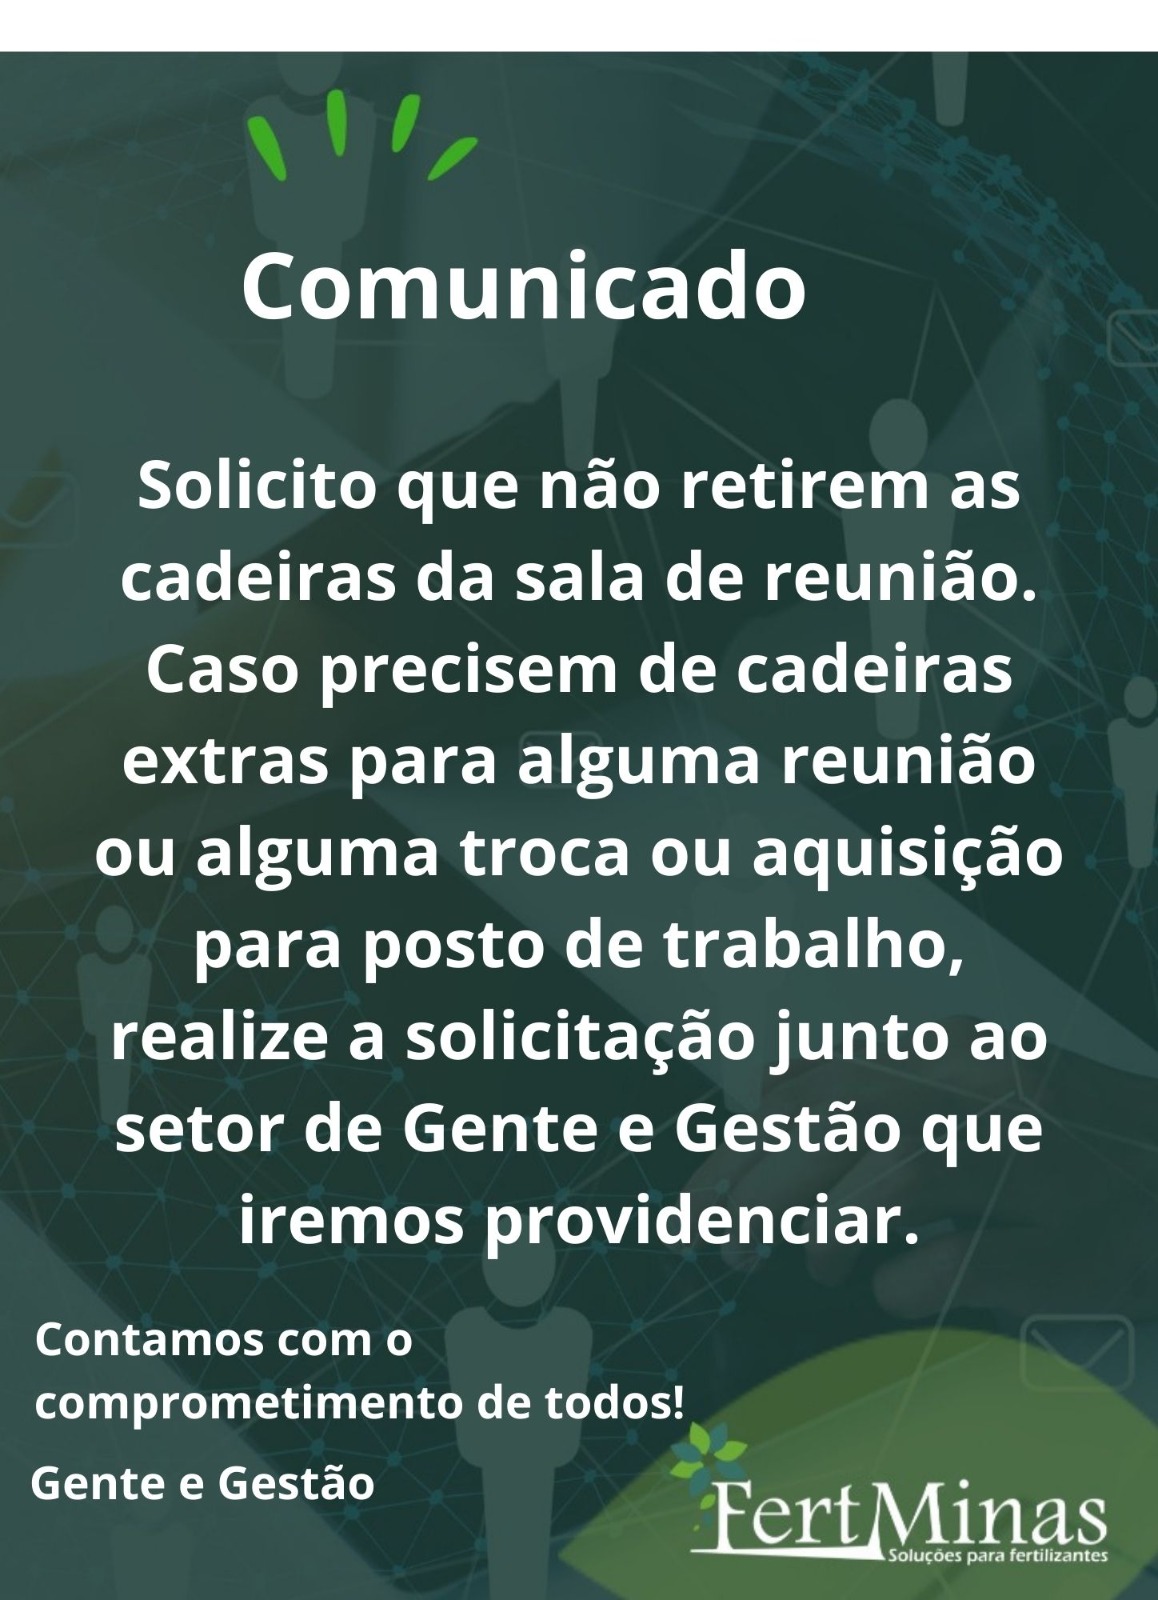 Comunicado
Solicito que não retirem as
cadeiras da sala de reunião.
Caso precisem de cadeiras
extras para alguma reunião
ou alguma troca ou aquisição
para posto de trabalho,
realize a solicitação junto ao
setor de Gente e Gestão que
iremos providenciar.
Contamos com o
comprometimento de todos!
Gente e Gestão
FertMinas
Soluções para fertilizantes